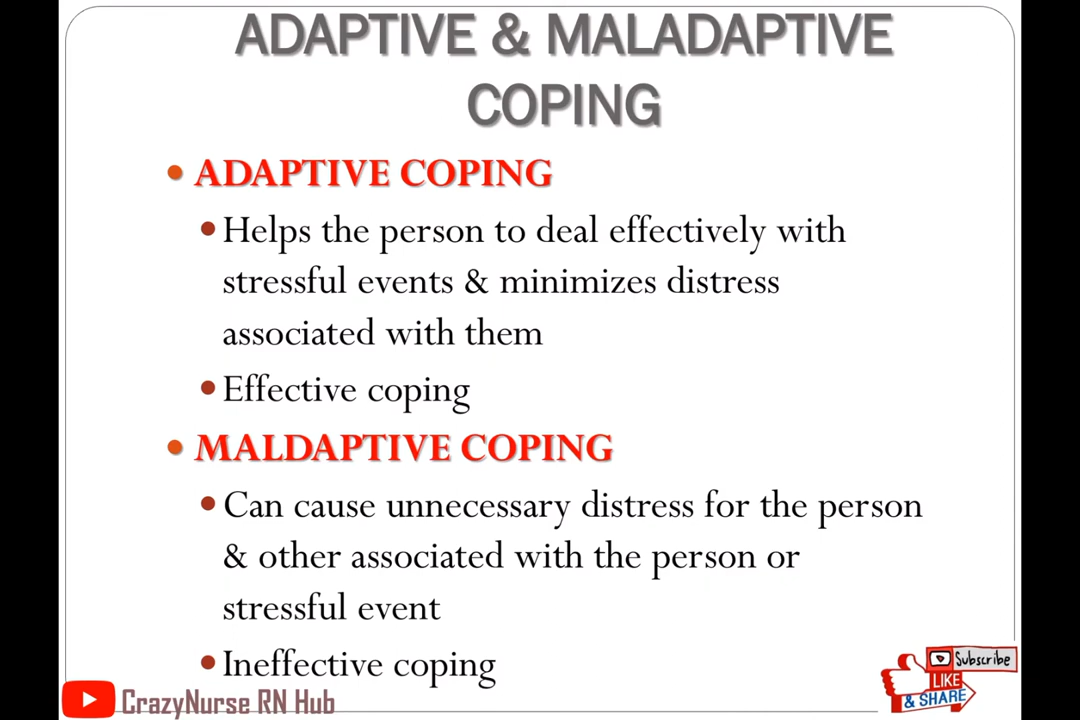 ADAPTIVE & MALADAPTIVE
COPING
ADAPTIVE COPING
Helps the person to deal effectively with
stressful events & minimizes distress
associated with them
Effective coping
MALDAPTIVE COPING
Can cause unnecessary distress for the person
& other associated with the person or
stressful event
Ineffective coping
Subscribe
LIKE
& SHARE
CrazyNurse RN Hub